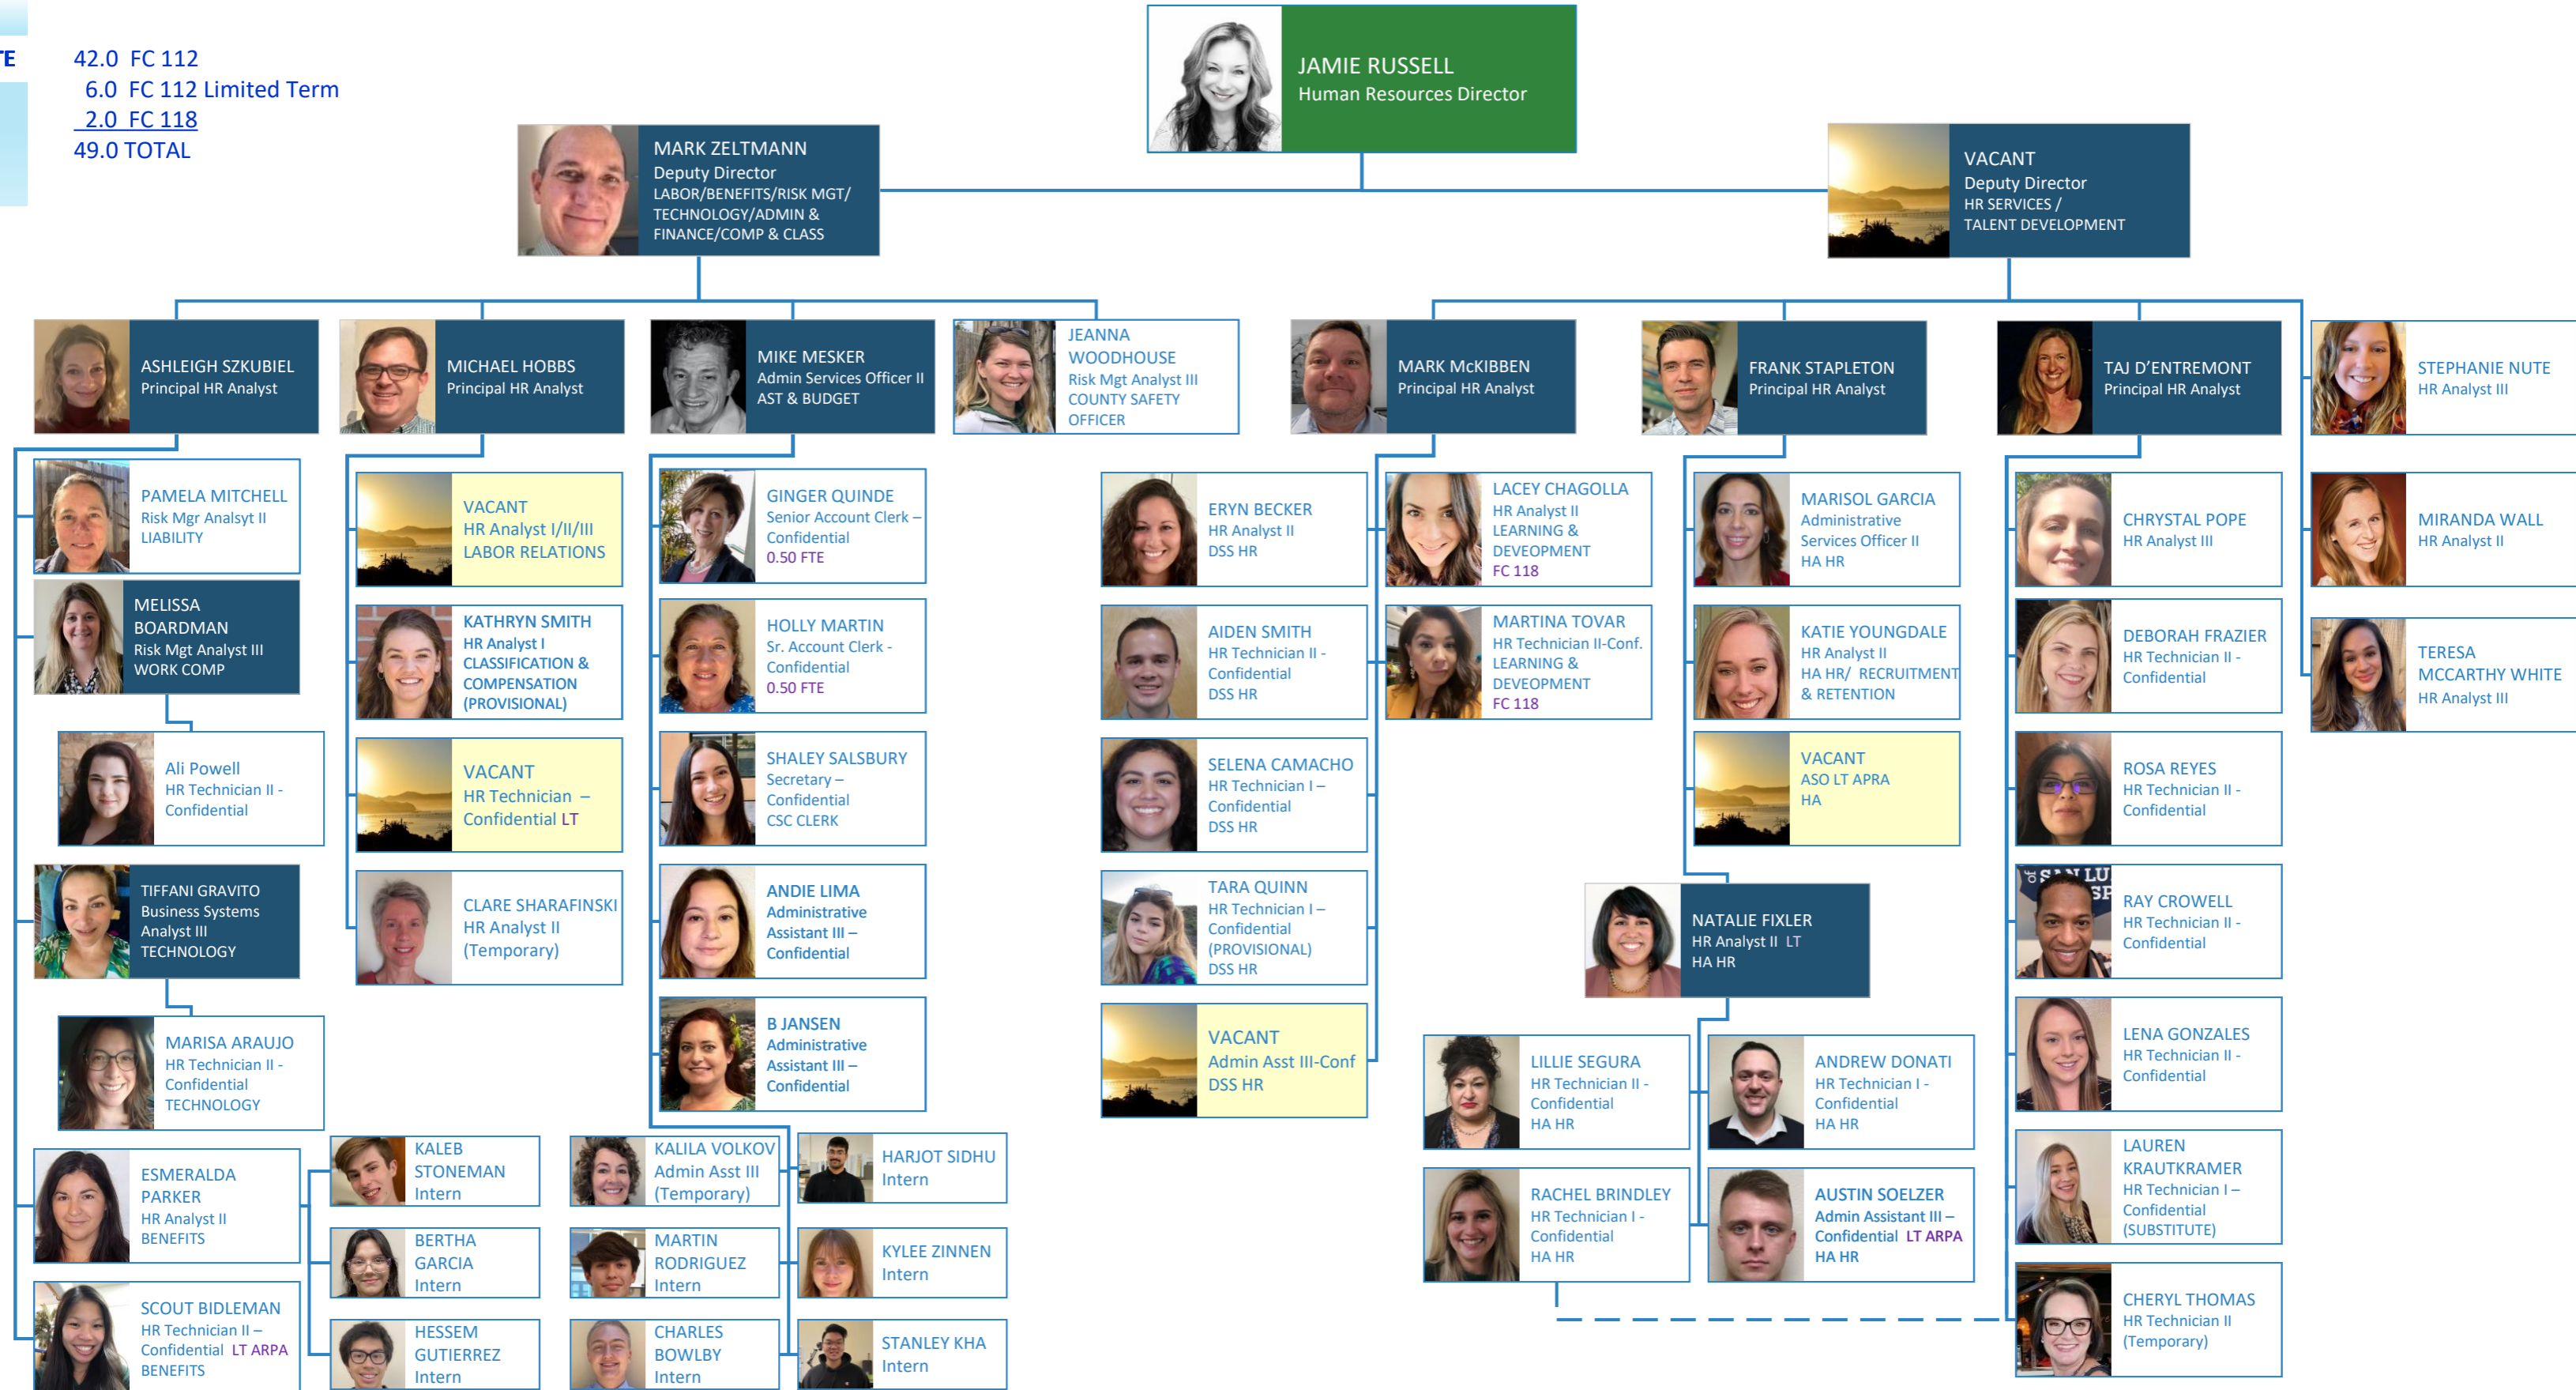 TE
42.0 FC 112
6.0 FC 112 Limited Term
2.0 FC 118
49.0 TOTAL
JAMIE RUSSELL
Human Resources Director
MARK ZELTMANN
Deputy Director
LABOR/BENEFITS/RISK MGT/
TECHNOLOGY/ADMIN &
FINANCE/COMP & CLASS
VACANT
Deputy Director
HR SERVICES /
TALENT DEVELOPMENT
ASHLEIGH SZKUBIEL
Principal HR Analyst
MICHAEL HOBBS
Principal HR Analyst
MIKE MESKER
Admin Services Officer II
AST & BUDGET
JEANNA
WOODHOUSE
Risk Mgt Analyst III
COUNTY SAFETY
OFFICER
MARK McKIBBEN
Principal HR Analyst
FRANK STAPLETON
Principal HR Analyst
TAJ D’ENTREMONT
Principal HR Analyst
STEPHANIE NUTE
HR Analyst III
PAMELA MITCHELL
Risk Mgr Analsyt II
LIABILITY
MELISSA
BOARDMAN
Risk Mgt Analyst III
WORK COMP
Ali Powell
HR Technician II -
Confidential
TIFFANI GRAVITO
Business Systems
Analyst III
TECHNOLOGY
MARISA ARAUJO
HR Technician II -
Confidential
TECHNOLOGY
ESMERALDA
PARKER
HR Analyst II
BENEFITS
SCOUT BIDLEMAN
HR Technician II –
Confidential LT ARPA
BENEFITS
KALEB
STONEMAN
Intern
BERTHA
GARCIA
Intern
HESSEM
GUTIERREZ
Intern
VACANT
HR Analyst I/II/III
LABOR RELATIONS
KATHRYN SMITH
HR Analyst I
CLASSIFICATION &
COMPENSATION
(PROVISIONAL)
VACANT
HR Technician –
Confidential LT
CLARE SHARAFINSKI
HR Analyst II
(Temporary)
GINGER QUINDE
Senior Account Clerk –
Confidential
0.50 FTE
HOLLY MARTIN
Sr. Account Clerk -
Confidential
0.50 FTE
SHALEY SALSBURY
Secretary –
Confidential
CSC CLERK
ANDIE LIMA
Administrative
Assistant III –
Confidential
B JANSEN
Administrative
Assistant III –
Confidential
KALILA VOLKOV
Admin Asst III
(Temporary)
HARJOT SIDHU
Intern
MARTIN
RODRIGUEZ
Intern
KYLEE ZINNEN
Intern
CHARLES
BOWLBY
Intern
STANLEY KHA
Intern
ERYN BECKER
HR Analyst II
DSS HR
LACEY CHAGOLLA
HR Analyst II
LEARNING &
DEVEOPMENT
FC 118
AIDEN SMITH
HR Technician II -
Confidential
DSS HR
MARTINA TOVAR
HR Technician II-Conf.
LEARNING &
DEVEOPMENT
FC 118
SELENA CAMACHO
HR Technician I –
Confidential
DSS HR
TARA QUINN
HR Technician I –
Confidential
(PROVISIONAL)
DSS HR
VACANT
Admin Asst III-Conf
DSS HR
MARISOL GARCIA
Administrative
Services Officer II
HA HR
KATIE YOUNGDALE
HR Analyst II
HA HR/ RECRUITMENT
& RETENTION
VACANT
ASO LT APRA
HA
NATALIE FIXLER
HR Analyst II LT
HA HR
LILLIE SEGURA
HR Technician II -
Confidential
HA HR
ANDREW DONATI
HR Technician I -
Confidential
HA HR
RACHEL BRINDLEY
HR Technician I -
Confidential
HA HR
AUSTIN SOELZER
Admin Assistant III –
Confidential LT ARPA
HA HR
CHRYSTAL POPE
HR Analyst III
DEBORAH FRAZIER
HR Technician II -
Confidential
ROSA REYES
HR Technician II -
Confidential
of SAN LU
SP
RAY CROWELL
HR Technician II -
Confidential
LENA GONZALES
HR Technician II -
Confidential
LAUREN
KRAUTKRAMER
HR Technician I –
Confidential
(SUBSTITUTE)
CHERYL THOMAS
HR Technician II
(Temporary)
MIRANDA WALL
HR Analyst II
TERESA
MCCARTHY WHITE
HR Analyst III